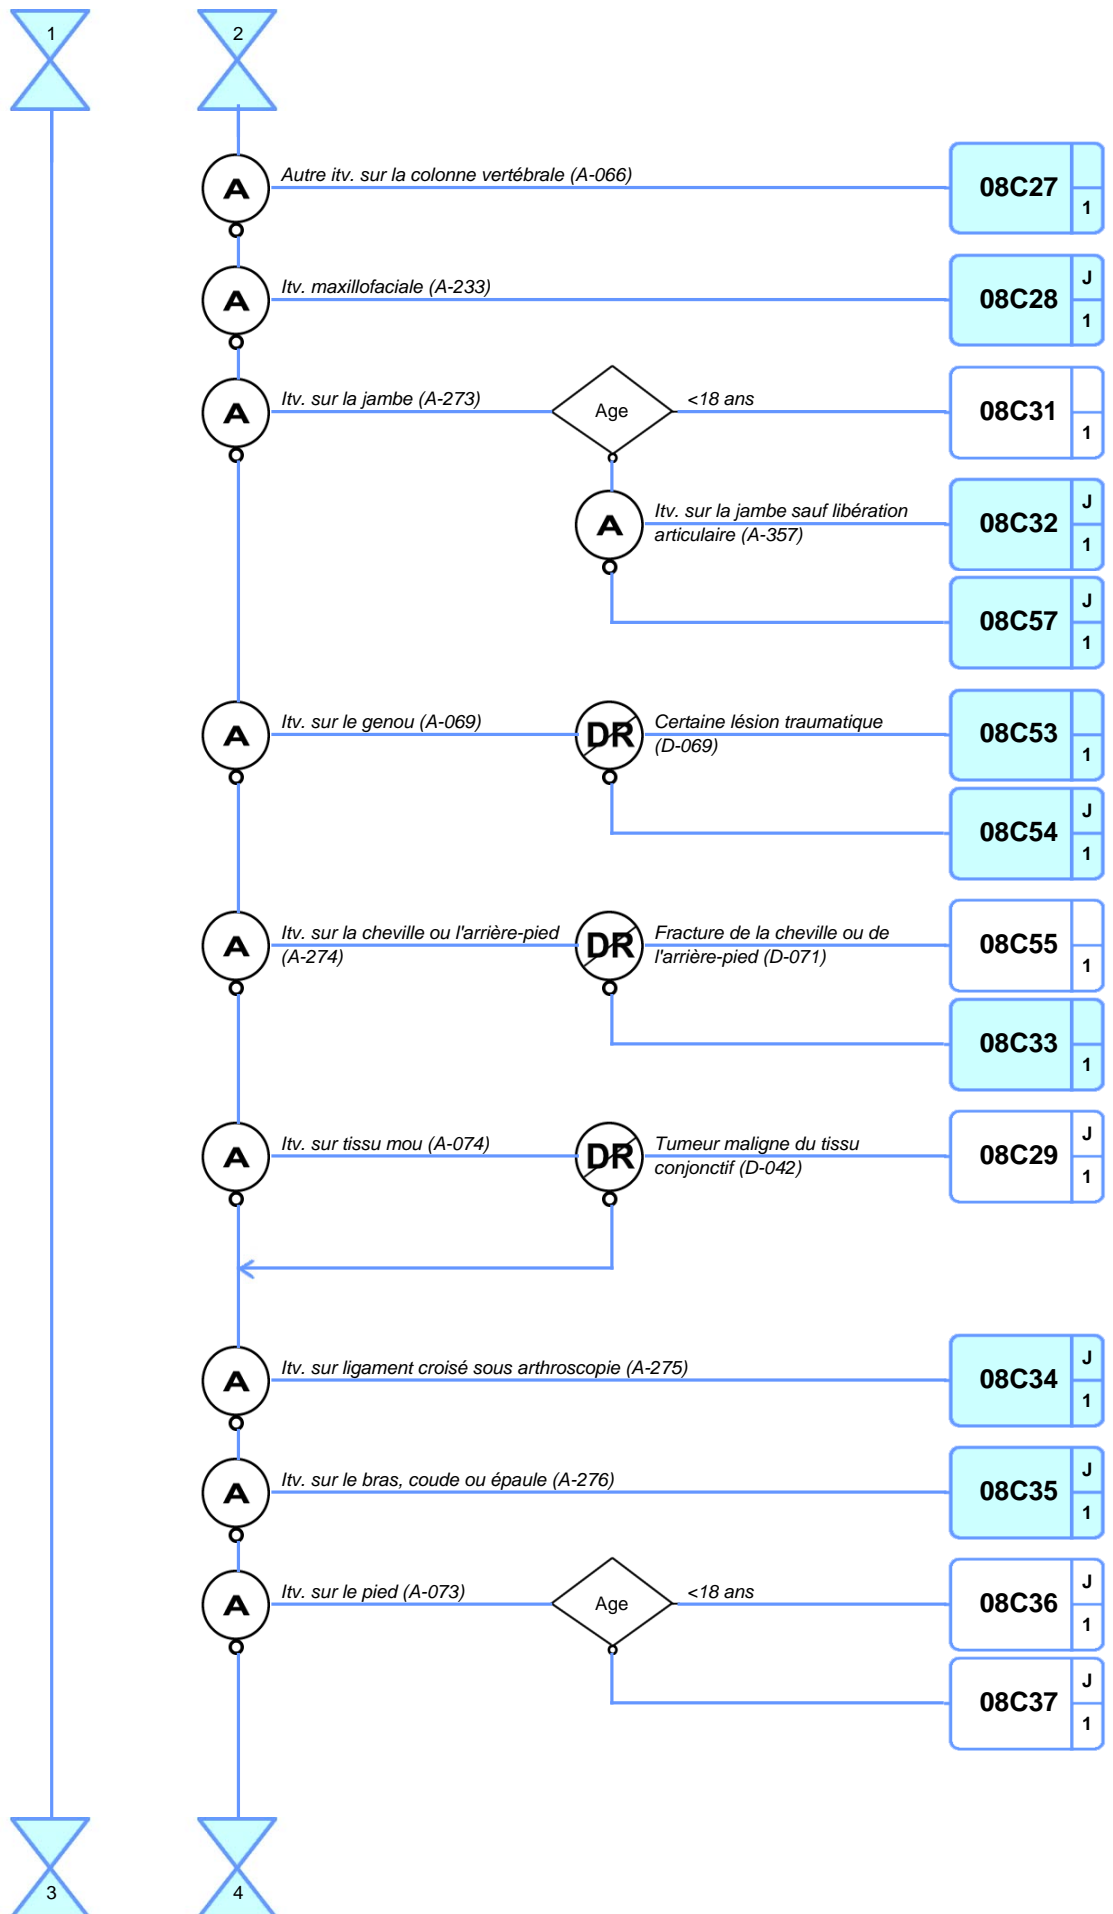 1
2
A
Autre itv. sur la colonne vertébrale (A-066)
08C27
1
A
Itv. maxillofaciale (A-233)
08C28
J
1
A
Itv. sur la jambe (A-273)
Age
<18 ans
08C31
1
A
Itv. sur la jambe sauf libération
articulaire (A-357)
08C32
J
1
08C57
J
1
A
Itv. sur le genou (A-069)
DR
Certaine lésion traumatique
(D-069)
08C53
1
08C54
J
1
A
Itv. sur la cheville ou l'arrière-pied
(A-274)
DR
Fracture de la cheville ou de
l'arrière-pied (D-071)
08C55
1
08C33
1
A
Itv. sur tissu mou (A-074)
DR
Tumeur maligne du tissu
conjonctif (D-042)
08C29
J
1
A
Itv. sur ligament croisé sous arthroscopie (A-275)
08C34
J
1
A
Itv. sur le bras, coude ou épaule (A-276)
08C35
J
1
A
Itv. sur le pied (A-073)
Age
<18 ans
08C36
J
1
08C37
J
1
3
4